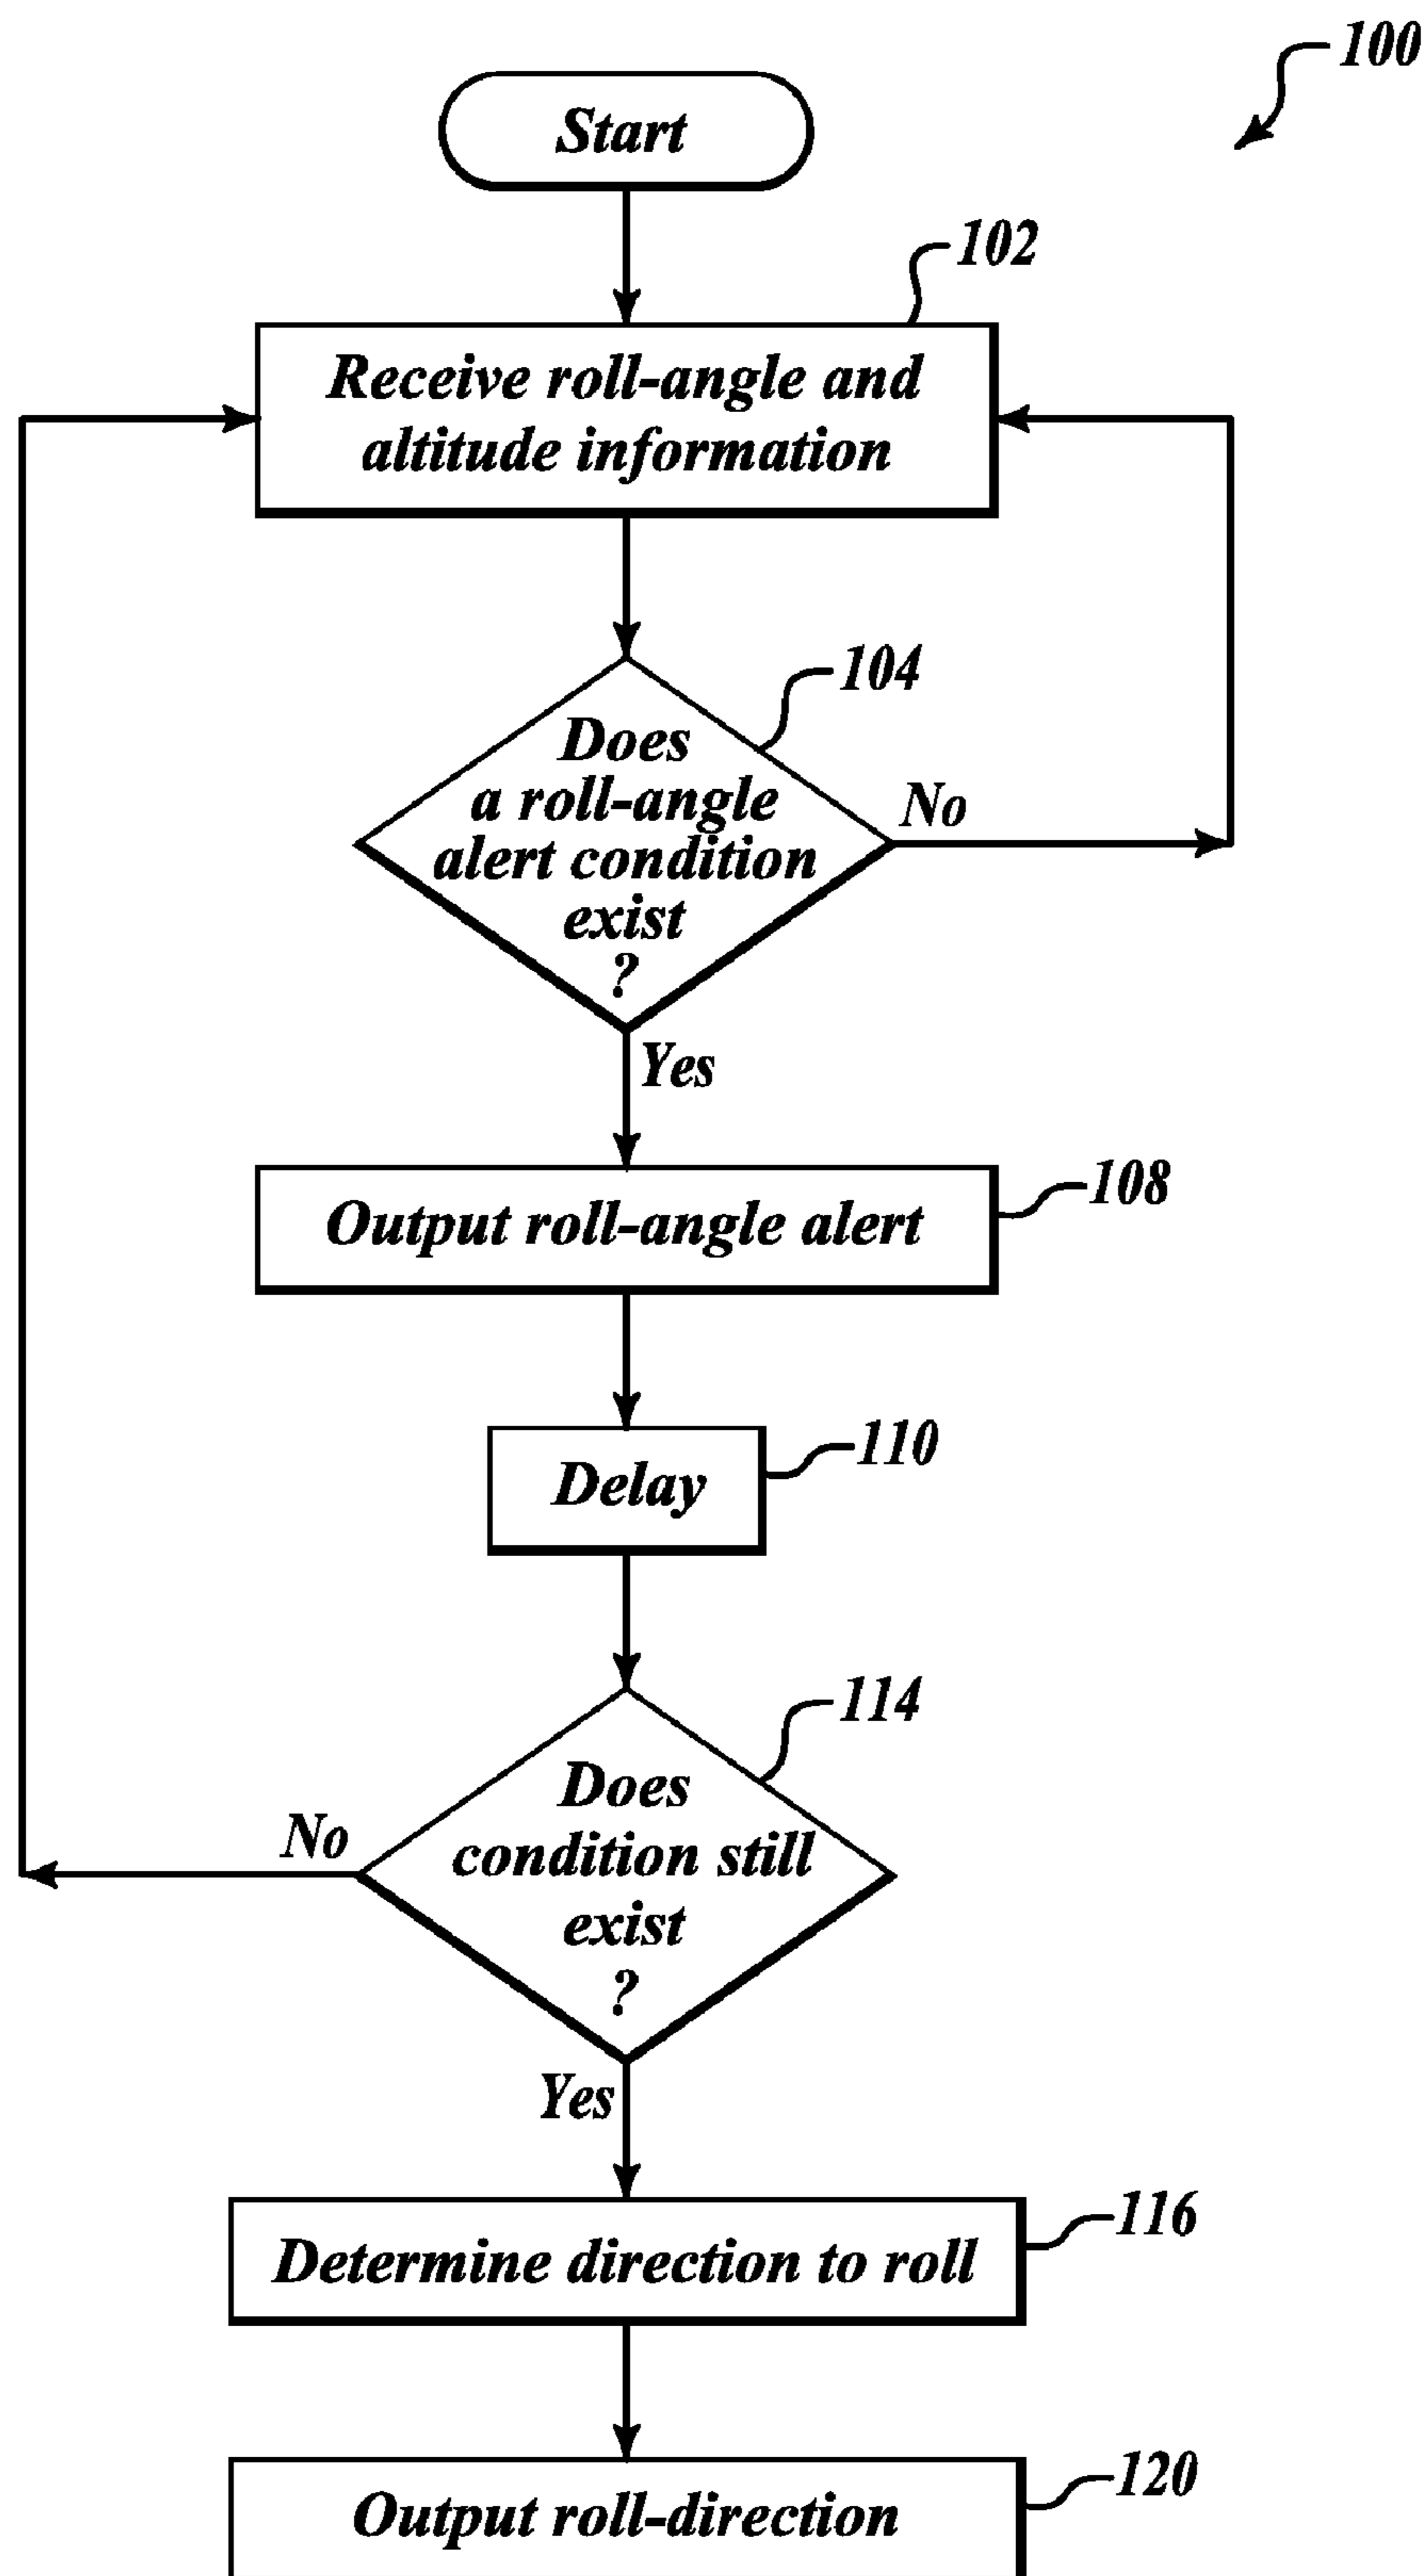 100
Start
102
Receive roll-angle and
altitude information
104
Does
a roll-angle
alert condition
exist
?
No
Yes
108
Output roll-angle alert
110
Delay
114
Does
condition still
exist
?
No
Yes
116
Determine direction to roll
120
Output roll-direction